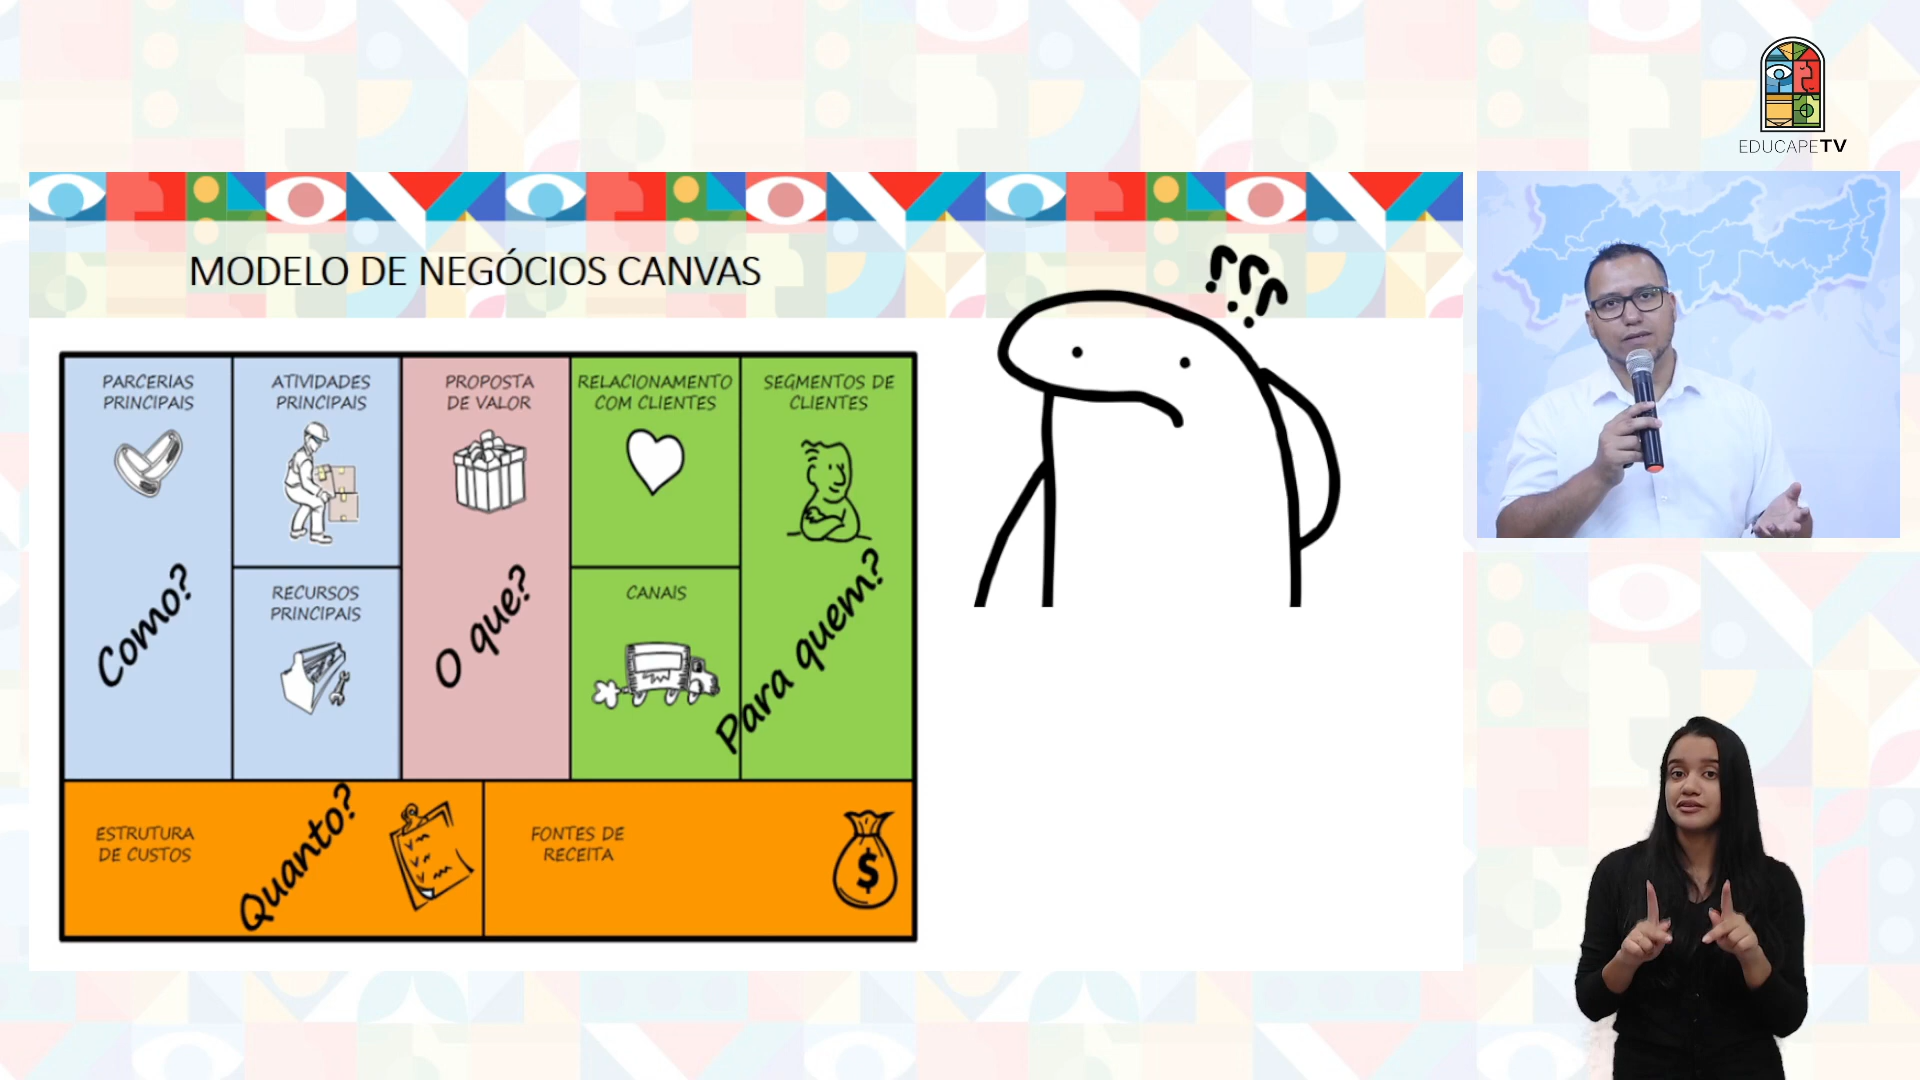 EDUCAPETV
MODELO DE NEGÓCIOS CANVAS
???
PARCERIAS
PRINCIPAIS
ATIVIDADES
PRINCIPAIS
PROPOSTA
DE VALOR
RELACIONAMENTO
COM CLIENTES
SEGMENTOS DE
CLIENTES
Como?
RECURSOS
PRINCIPAIS
O que?
CANAIS
Para quem?
ESTRUTURA
DE CUSTOS
Quanto?
FONTES DE
RECEITA
$